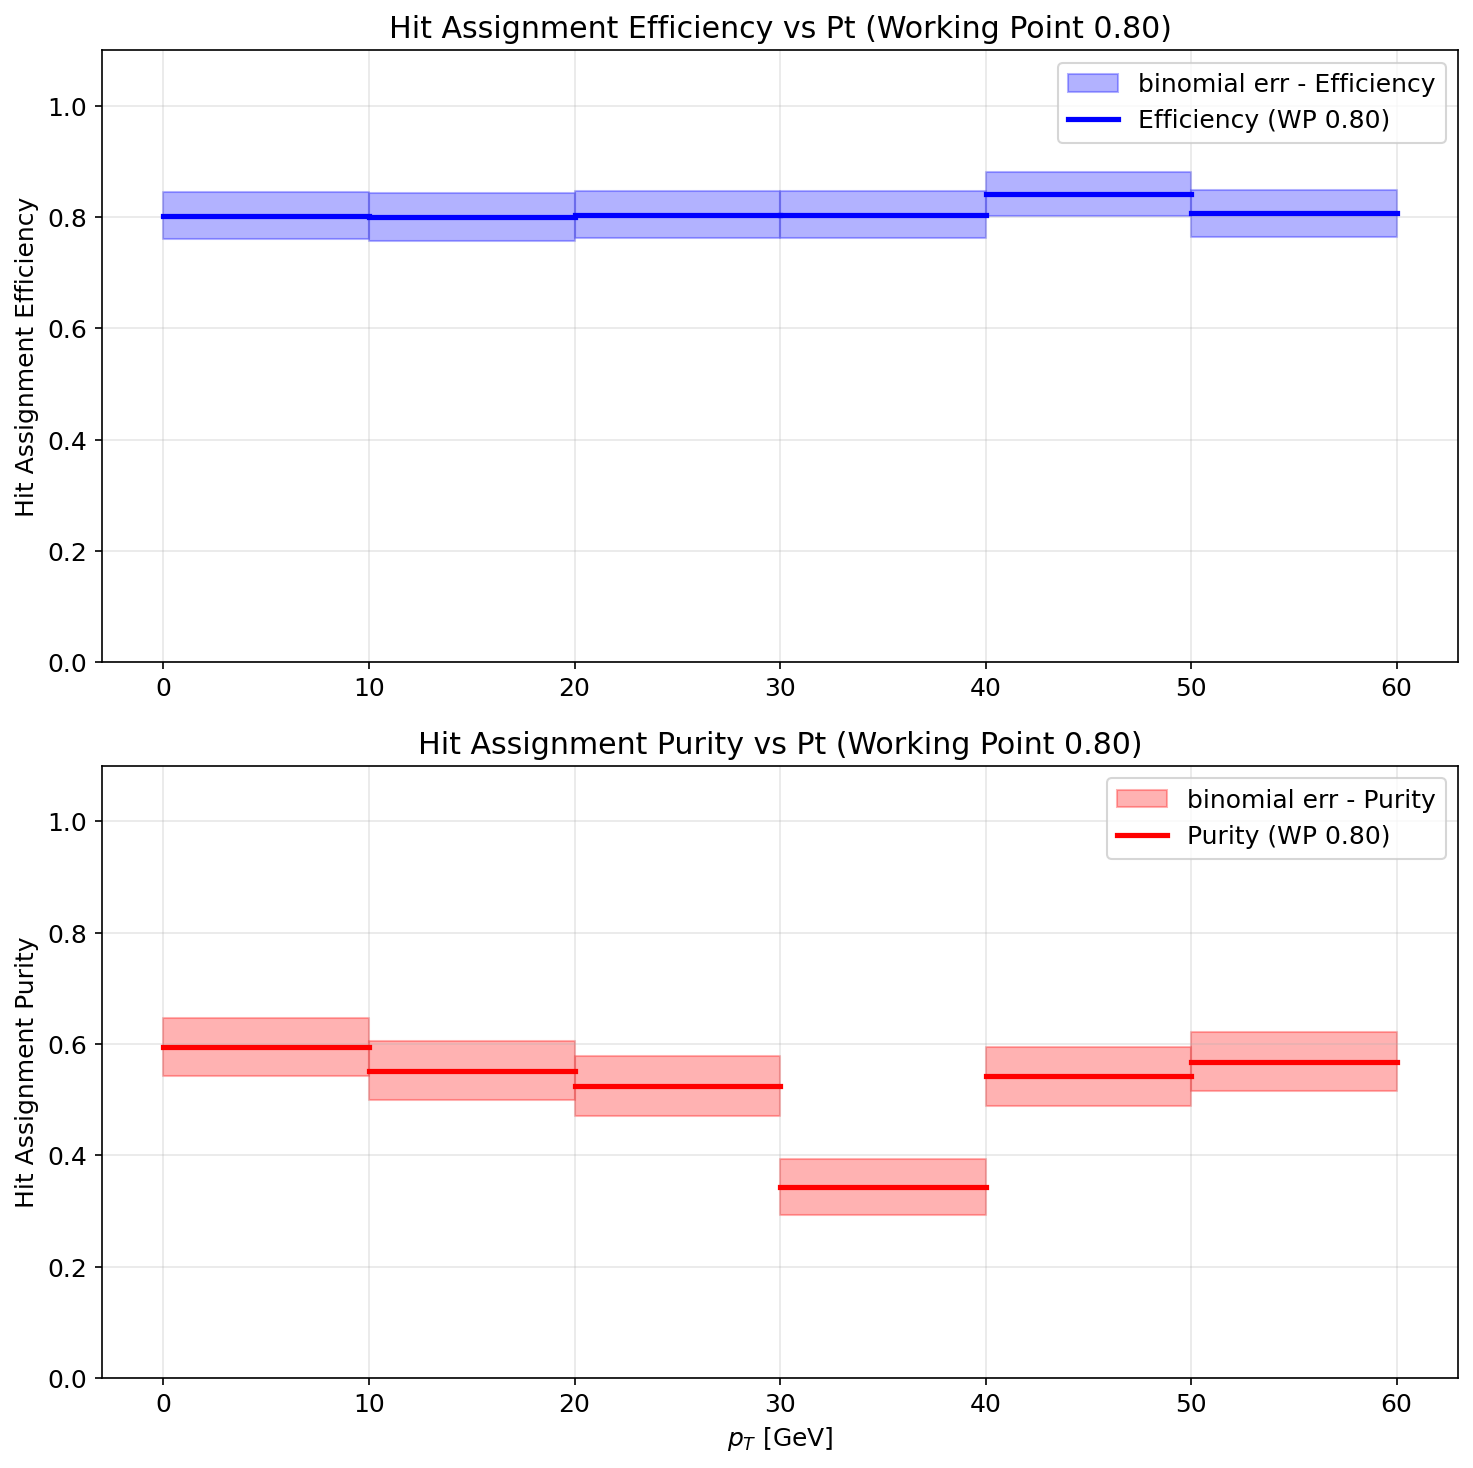 Hit Assignment Efficiency vs Pt (Working Point 0.80)
binomial err - Efficiency
Efficiency (WP 0.80)
Hit Assignment Efficiency
1.0
0.8
0.6
0.4
0.2
0.0
0 10 20 30 40 50 60
Hit Assignment Purity vs Pt (Working Point 0.80)
binomial err - Purity
Purity (WP 0.80)
Hit Assignment Purity
1.0
0.8
0.6
0.4
0.2
0.0
0 10 20 30 40 50 60
p_T [GeV]